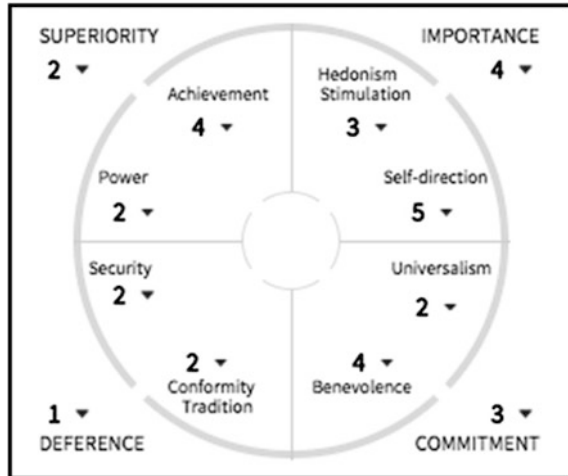 SUPERIORITY
IMPORTANCE
2
4
Achievement
Hedonism
Stimulation
4
3
Power
Self-direction
2
5
Security
Universalism
2
2
2
4
Conformity
Tradition
Benevolence
1
3
DEFERENCE
COMMITMENT